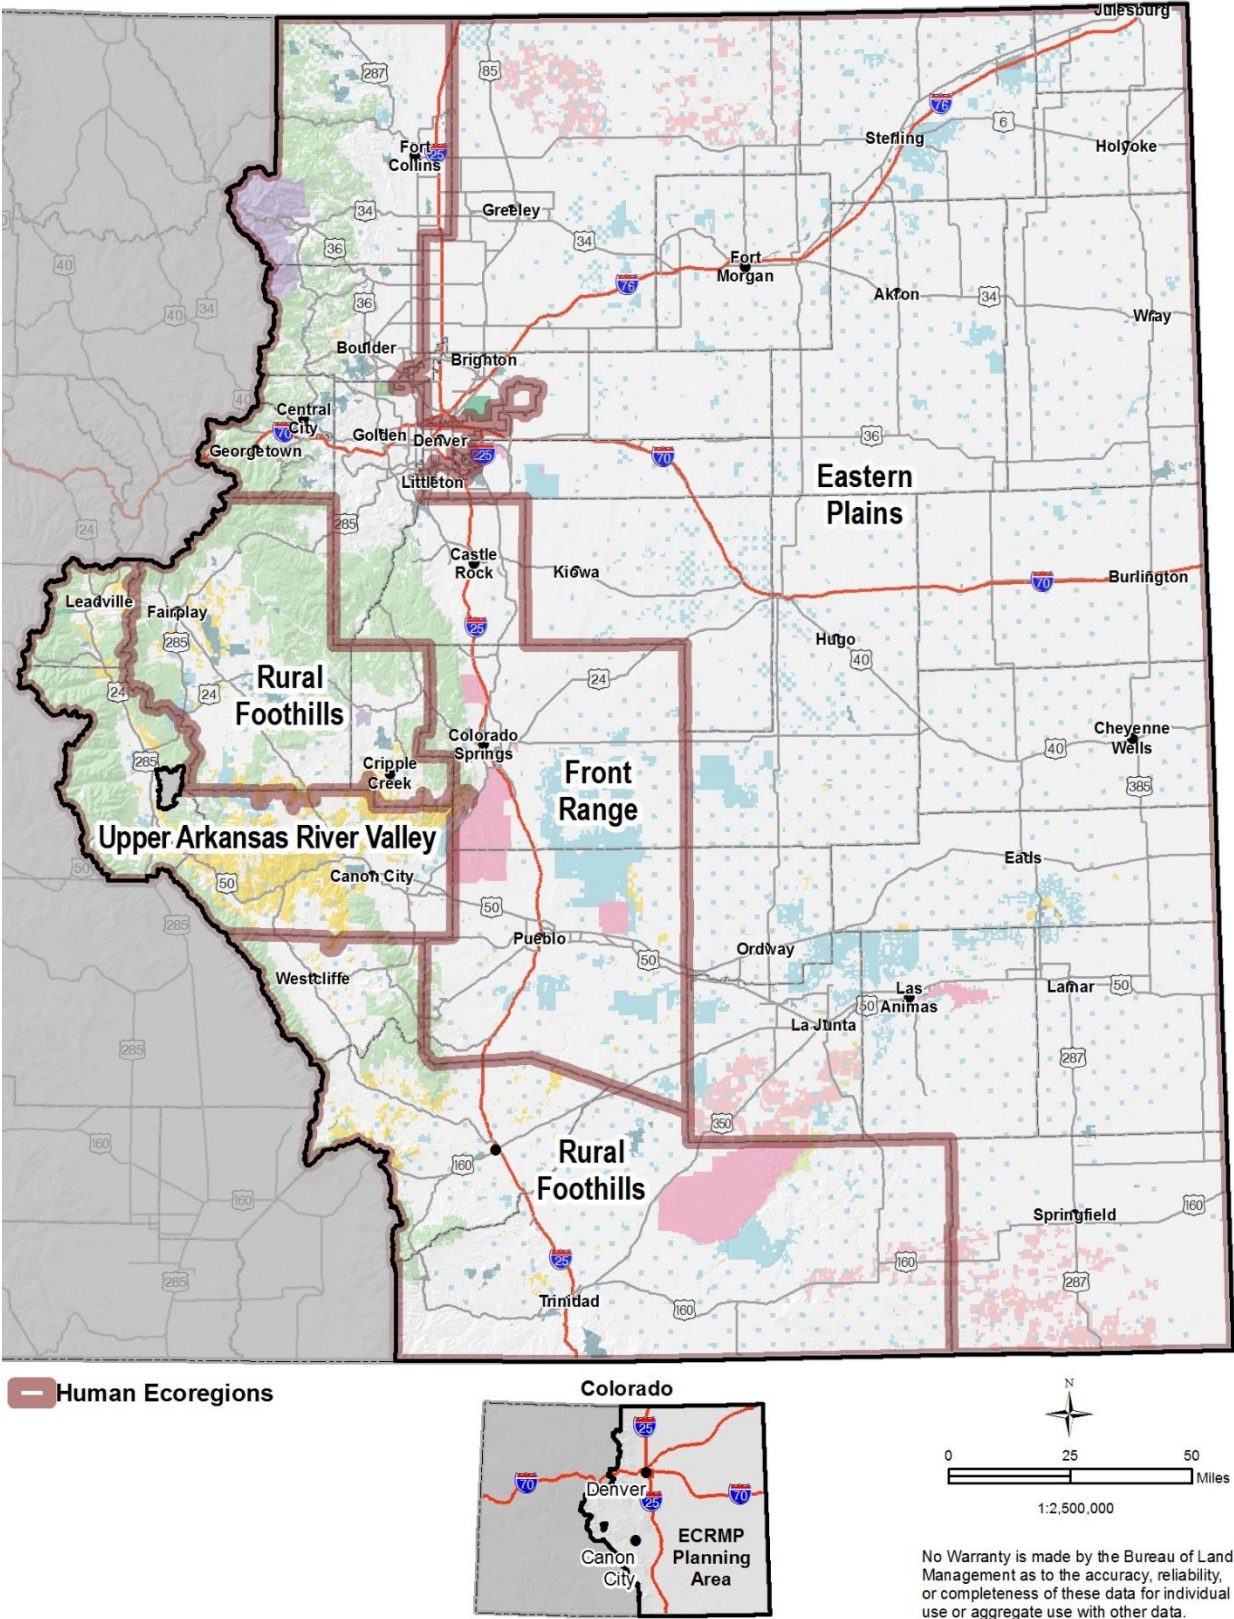 Julesburg
287
85
76
6
Sterling
Holyoke
Fort
Collins
25
34
Greeley
36
34
40
Fort
Morgan
76
34
40
34
36
Akron
Wray
Boulder
Brighton
40
Central
City
70
Golden
Denver
36
Georgetown
225
70
Littleton
Eastern
Plains
285
24
Castle
Rock
Kiowa
70
Burlington
Leadville
Fairplay
285
25
Hugo
40
Rural
Foothills
24
24
24
Colorado
Springs
Cheyenne
Wells
40
285
Cripple
Creek
Front
Range
385
Upper Arkansas River Valley
Eads
50
50
Canon City
50
285
Pueblo
50
Ordway
Westcliffe
Las
Animas
50
Lamar
50
La Junta
285
287
350
160
160
Rural
Foothills
160
160
Springfield
25
160
285
287
Trinidad
160
Human Ecoregions
Colorado
25
70
Denver
25
70
Canon
City
ECRMP
Planning
Area
N
0 25 50
Miles
1:2,500,000
No Warranty is made by the Bureau of Land
Management as to the accuracy, reliability,
or completeness of these data for individual
use or aggregate use with other data.